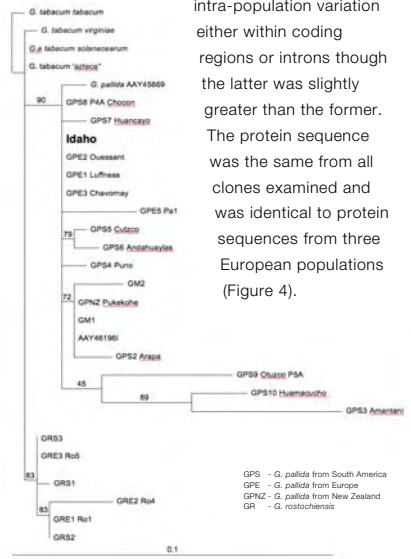 G. tabacum tabacum
G. tabacum virginiae
G.a tabacum solanacearum
G. tabacum "azteca"
G. pallida AAY45669
90
GPS8 P4A Chocon
GPS7 Huancayo
Idaho
GPE2 Ouessant
GPE1 Luffness
GPE3 Chavornay
GPE5 Pa1
79
GPS5 Cutzco
GPS6 Andahuaylas
GPS4 Puno
GM2
72
GPNZ Pukekohe
GM1
AAY46196i
GPS2 Arapa
45
GPS9 Otuzco P5A
89
GPS10 Huamacucho
GPS3 Amantani
GRS3
GRE3 Ro5
83
GRS1
GRE2 Ro4
83
GRE1 Ro1
GRS2
0.1
intra-population variation
either within coding
regions or introns though
the latter was slightly
greater than the former.
The protein sequence
was the same from all
clones examined and
was identical to protein
sequences from three
European populations
(Figure 4).
GPS - G. pallida from South America
GPE - G. pallida from Europe
GPNZ - G. pallida from New Zealand
GR - G. rostochiensis